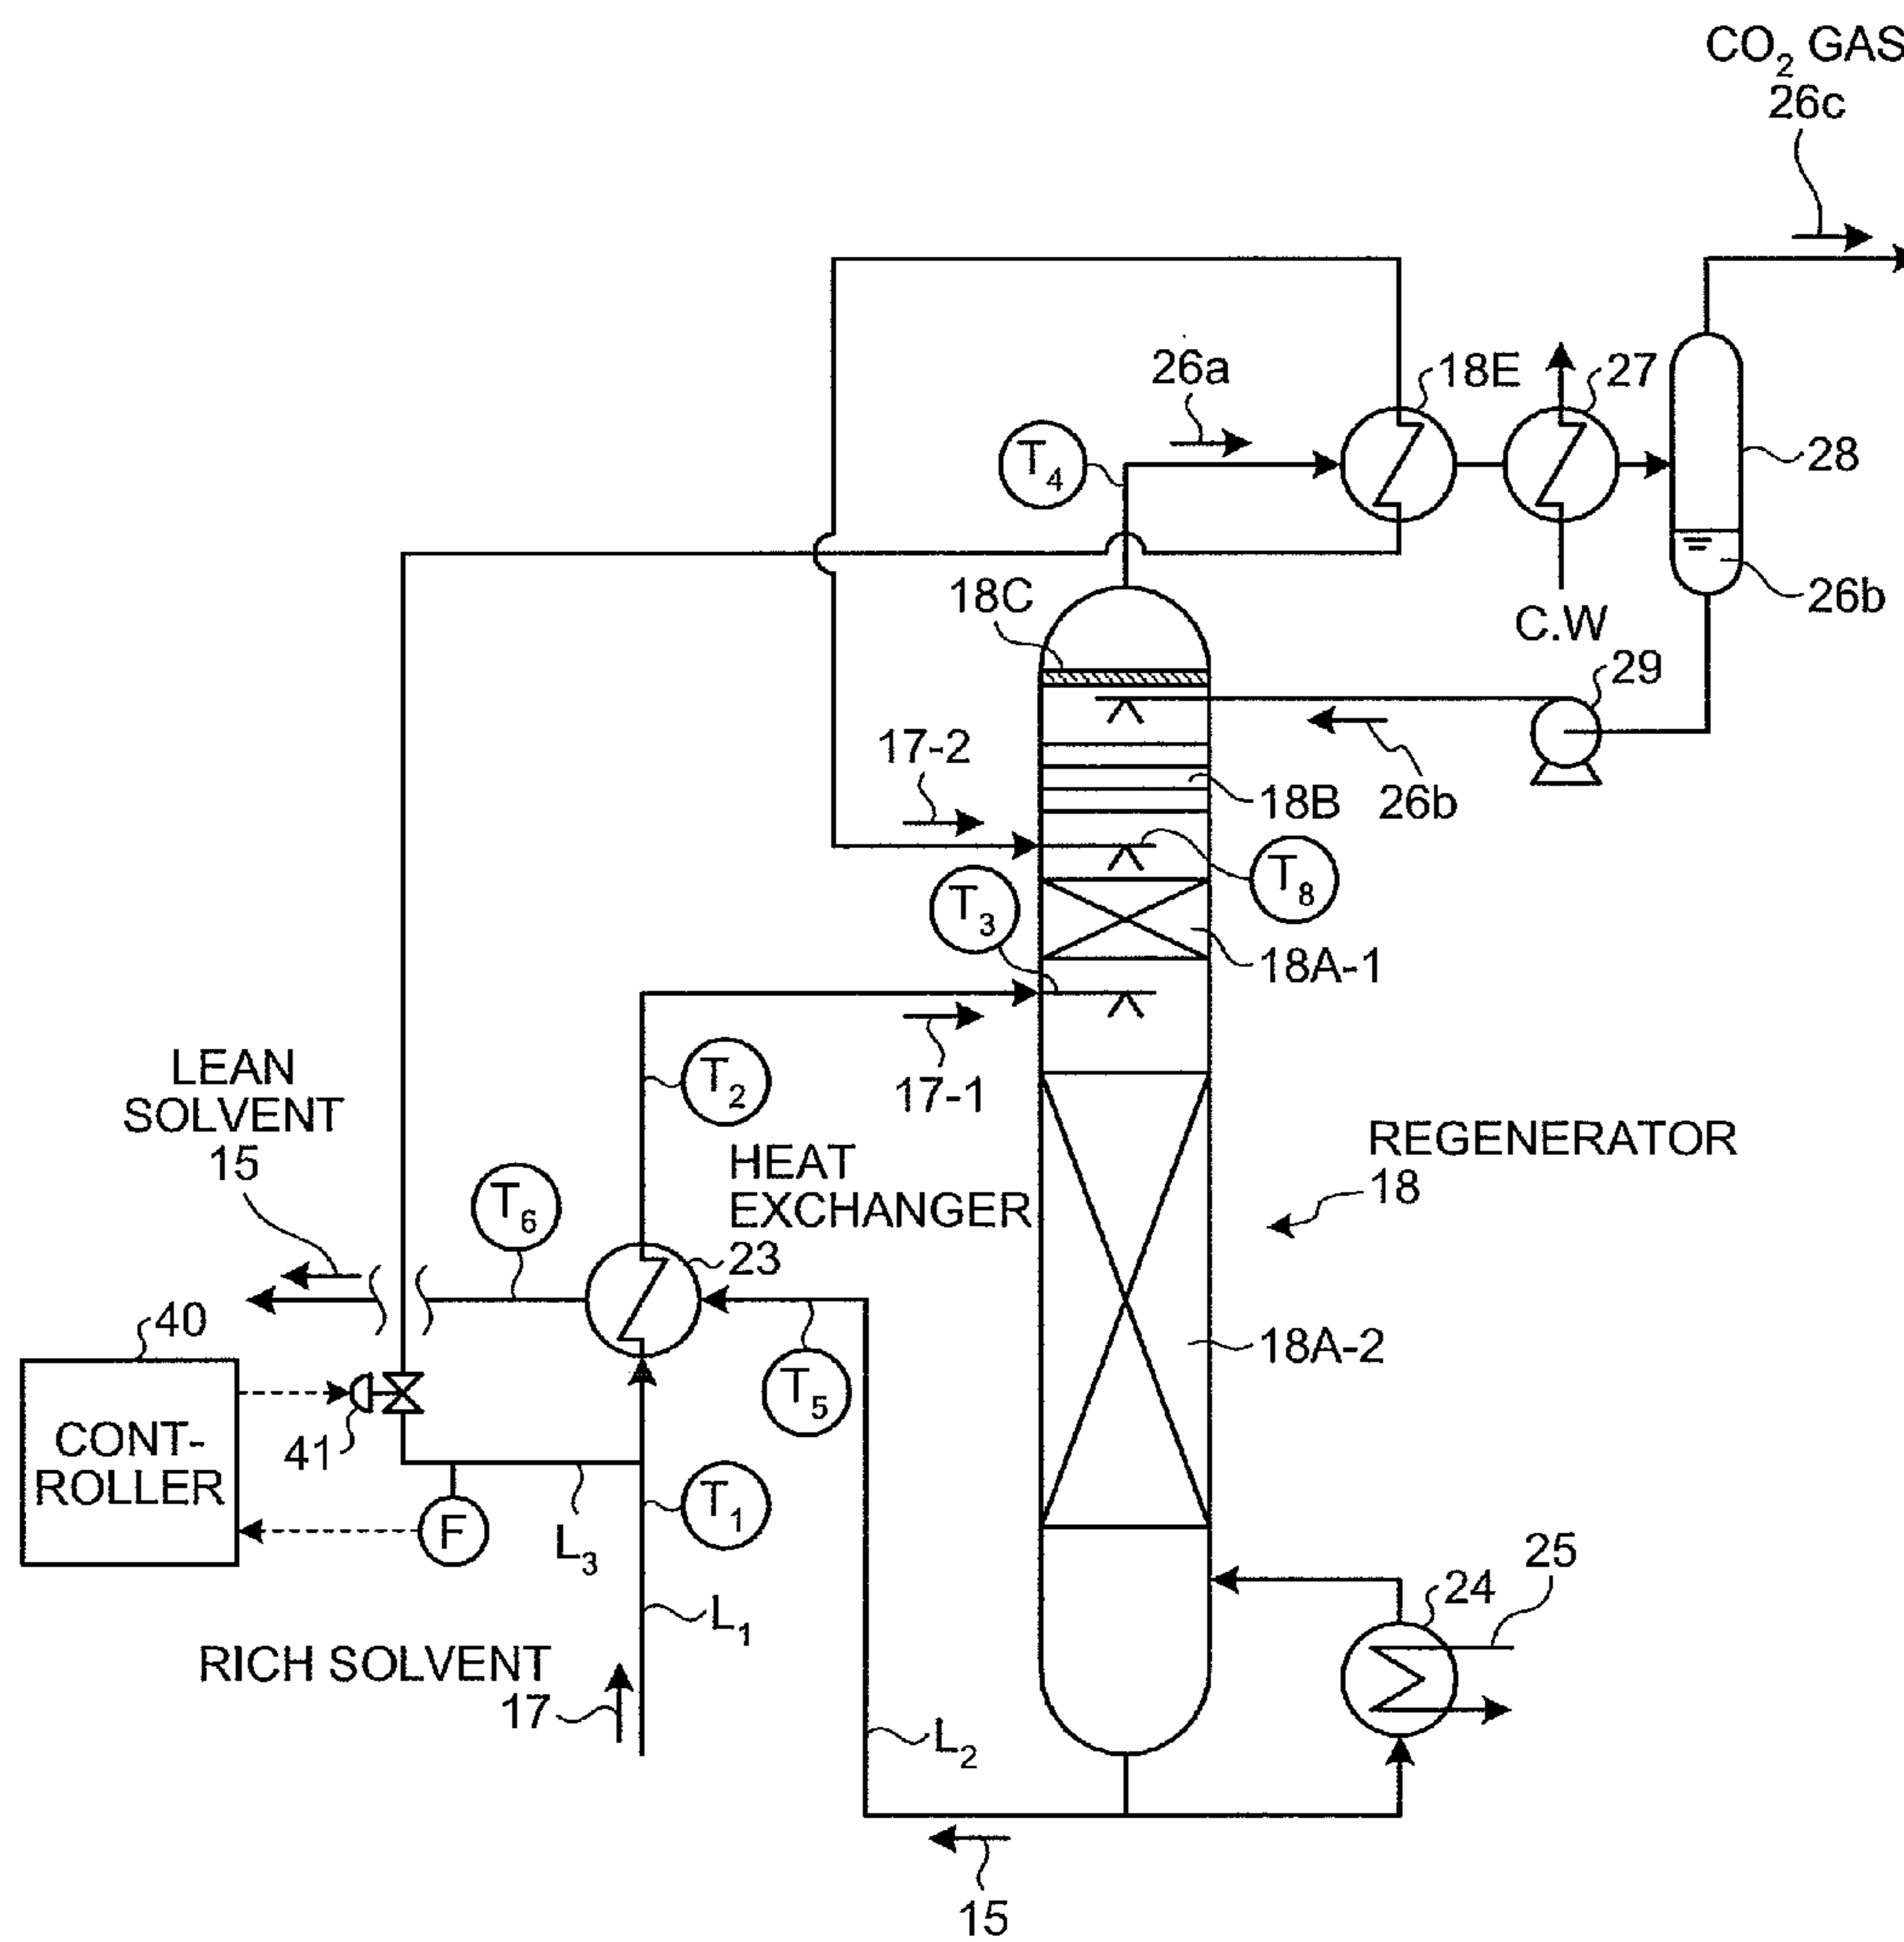 CO₂ GAS
26c
26a
18E
27
T₄
28
18C
26b
C.W
29
17-2
18B
26b
T₈
T₃
18A-1
17-1
T₂
LEAN
SOLVENT
15
HEAT
EXCHANGER
23
REGENERATOR
18
T₆
40
18A-2
T₅
CONT-
ROLLER
41
T₁
F
L₃
25
24
L₁
RICH SOLVENT
17
L₂
15